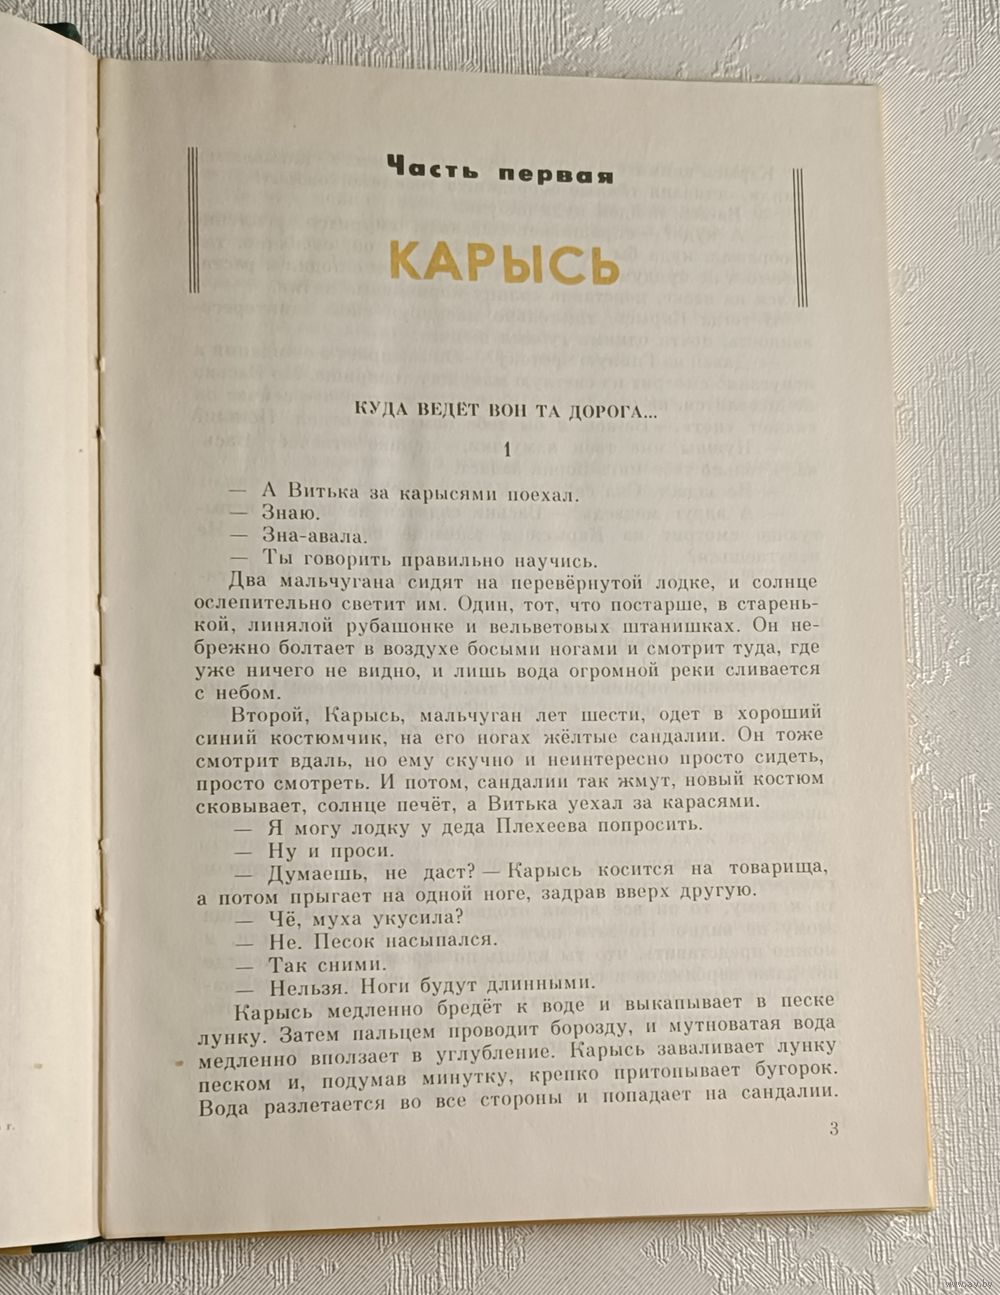 Часть первая
КАРЫСЬ
КУДА ВЕДЁТ ВОН ТА ДОРОГА...
1
— А Витька за карысями поехал.
— Знаю.
— Зна-авала.
— Ты говорить правильно научись.
Два мальчугана сидят на перевёрнутой лодке, и солнце
ослепительно светит им. Один, тот, что постарше, в старень-
кой, линялой рубашонке и вельветовых штанишках. Он не-
брежно болтает в воздухе босыми ногами и смотрит туда, где
уже ничего не видно, и лишь вода огромной реки сливается
с небом.
Второй, Карысь, мальчуган лет шести, одет в хороший
синий костюмчик, на его ногах жёлтые сандалии. Он тоже
смотрит вдаль, но ему скучно и неинтересно просто сидеть,
просто смотреть. И потом, сандалии так жмут, новый костюм
сковывает, солнце печёт, а Витька уехал за карасями.
— Я могу лодку у деда Плехеева попросить.
— Ну и проси.
— Думаешь, не даст? — Карысь косится на товарища,
а потом прыгает на одной ноге, задрав вверх другую.
— Чё, муха укусила?
— Не. Песок насыпался.
— Так сними.
— Нельзя. Ноги будут длинными.
Карысь медленно бредёт к воде и выкапывает в песке
лунку. Затем пальцем проводит борозду, и мутноватая вода
медленно вползает в углубление. Карысь заваливает лунку
песком и, подумав минутку, крепко притопывает бугорок.
Вода разлетается во все стороны и попадает на сандалии.
3
г.
www.ay.by